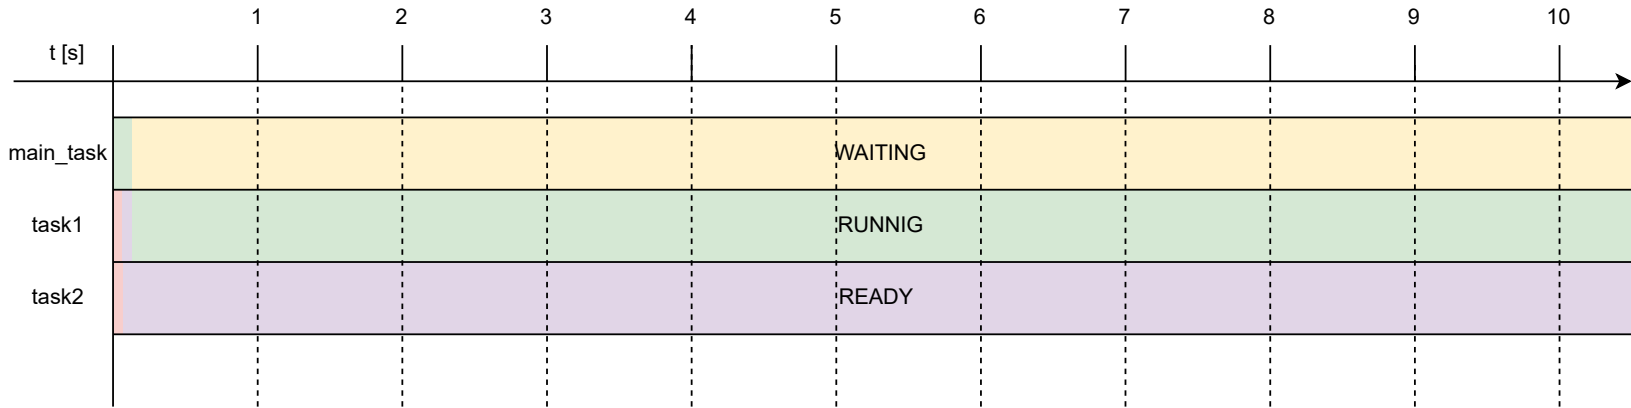 1 2 3 4 5 6 7 8 9 10
t [s]
main_task WAITING
task1 RUNNIG
task2 READY